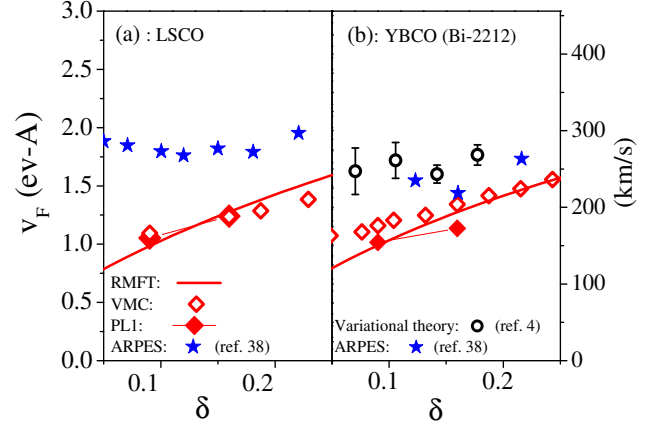 (a) : LSCO
(b): YBCO (Bi-2212)
3.0
2.5
2.0
1.5
1.0
0.5
0.0
v_F (ev-A)
400
300
200
100
0
(km/s)
RMFT:
VMC:
PL1:
ARPES: (ref. 38)
Variational theory: (ref. 4)
ARPES: (ref. 38)
0.1
0.2
0.1
0.2
δ
δ